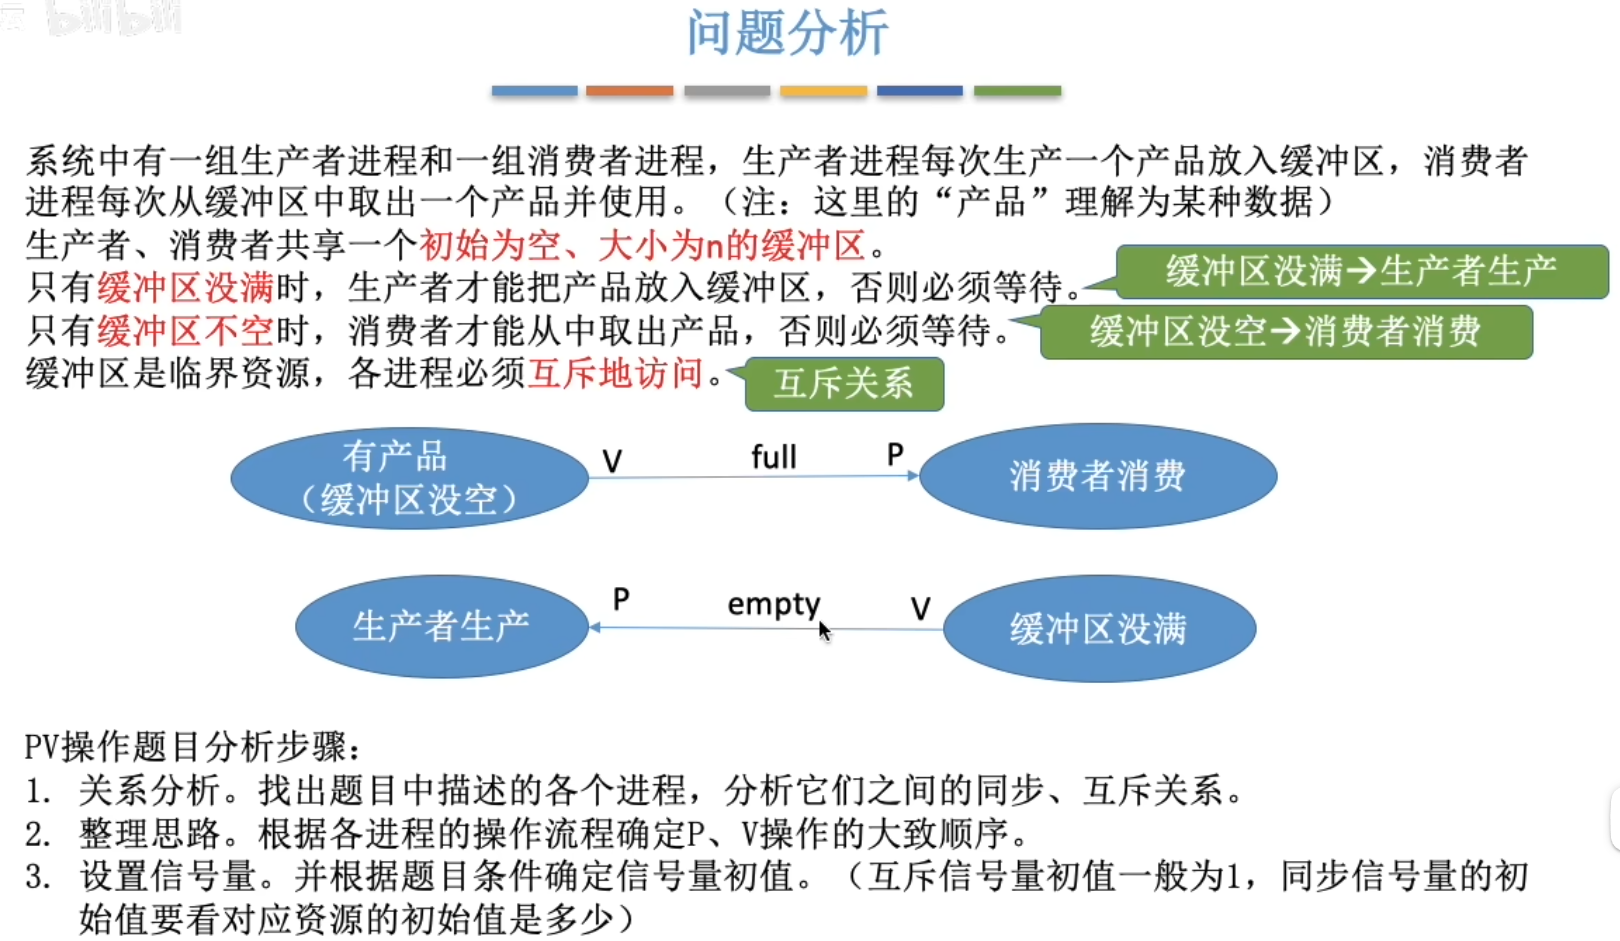 bilibili
问题分析
系统中有一组生产者进程和一组消费者进程，生产者进程每次生产一个产品放入缓冲区，消费者
进程每次从缓冲区中取出一个产品并使用。（注：这里的“产品”理解为某种数据）
生产者、消费者共享一个初始为空、大小为n的缓冲区。
只有缓冲区没满时，生产者才能把产品放入缓冲区，否则必须等待。
缓冲区没满→生产者生产
只有缓冲区不空时，消费者才能从中取出产品，否则必须等待。
缓冲区没空→消费者消费
缓冲区是临界资源，各进程必须互斥地访问。
互斥关系
有产品
（缓冲区没空）
V
full
P
消费者消费
生产者生产
P
empty
V
缓冲区没满
PV操作题目分析步骤：
1. 关系分析。找出题目中描述的各个进程，分析它们之间的同步、互斥关系。
2. 整理思路。根据各进程的操作流程确定P、V操作的大致顺序。
3. 设置信号量。并根据题目条件确定信号量初值。（互斥信号量初值一般为1，同步信号量的初
始值要看对应资源的初始值是多少）